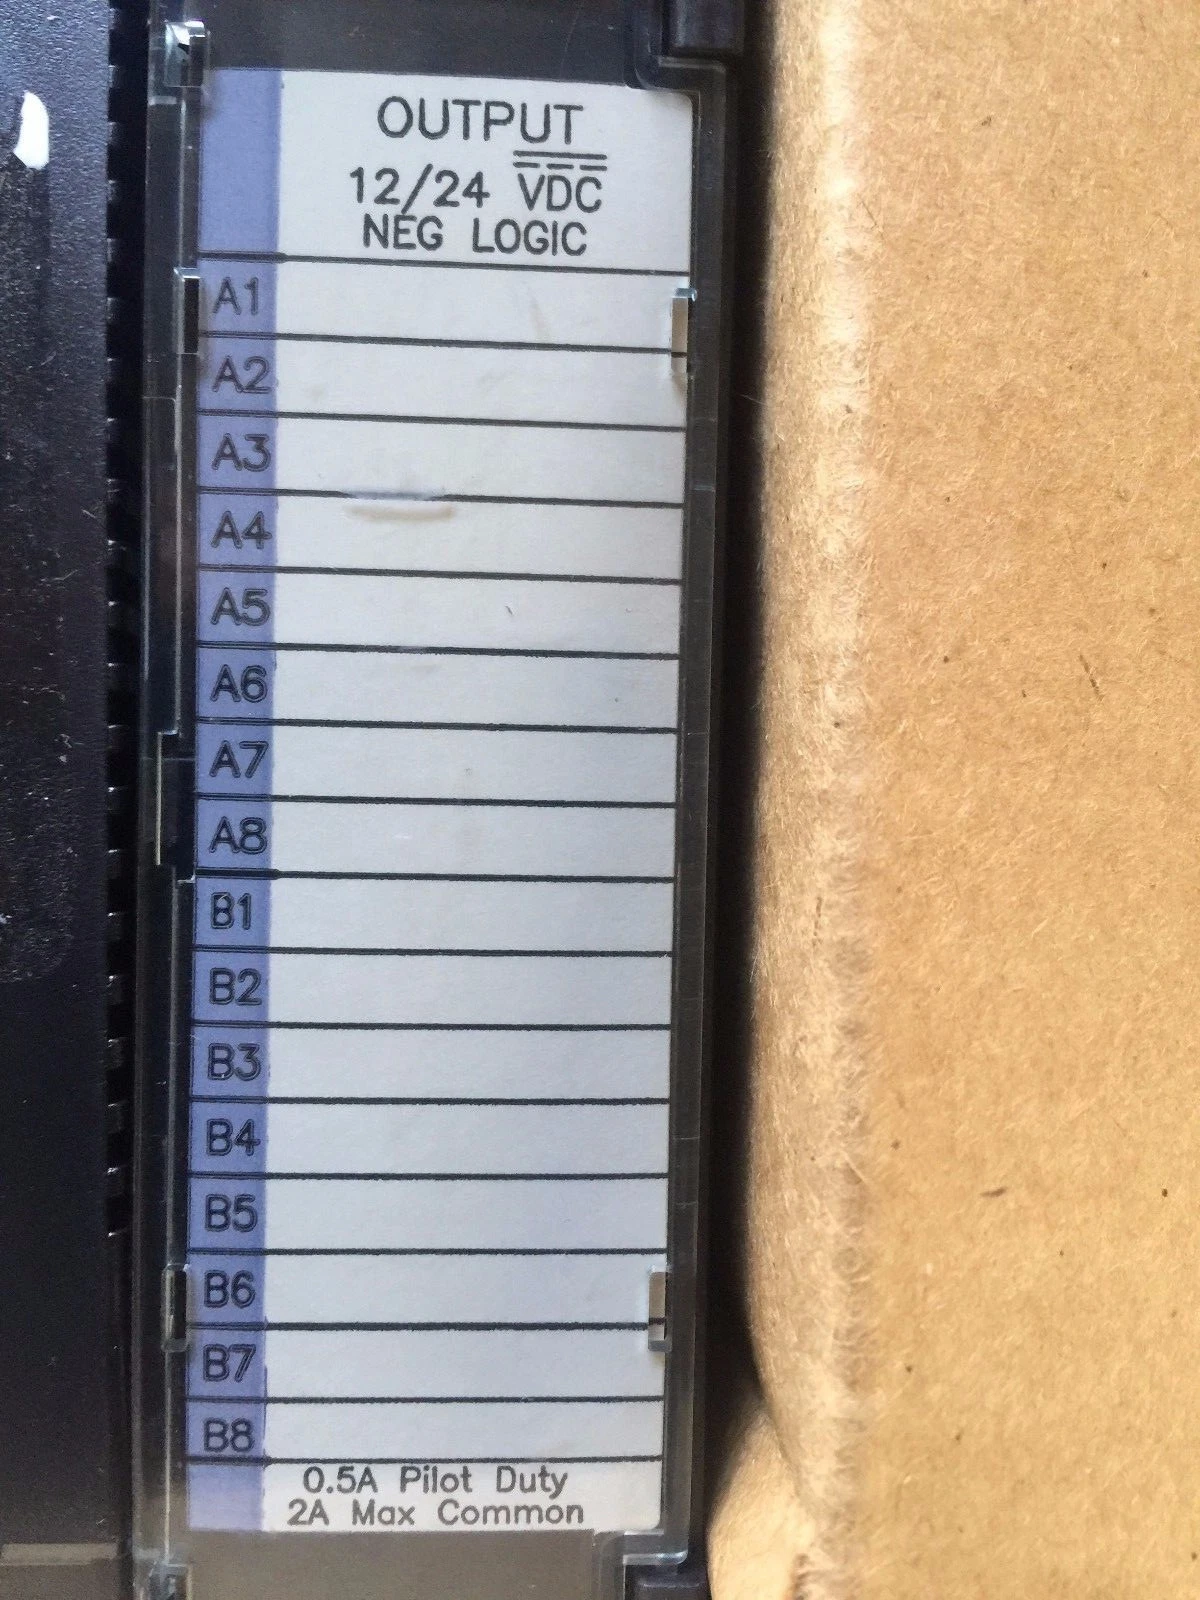 OUTPUT
12/24 VDC
NEG LOGIC
A1
A2
A3
A4
A5
A6
A7
A8
B1
B2
B3
B4
B5
B6
B7
B8
0.5A Pilot Duty
2A Max Common